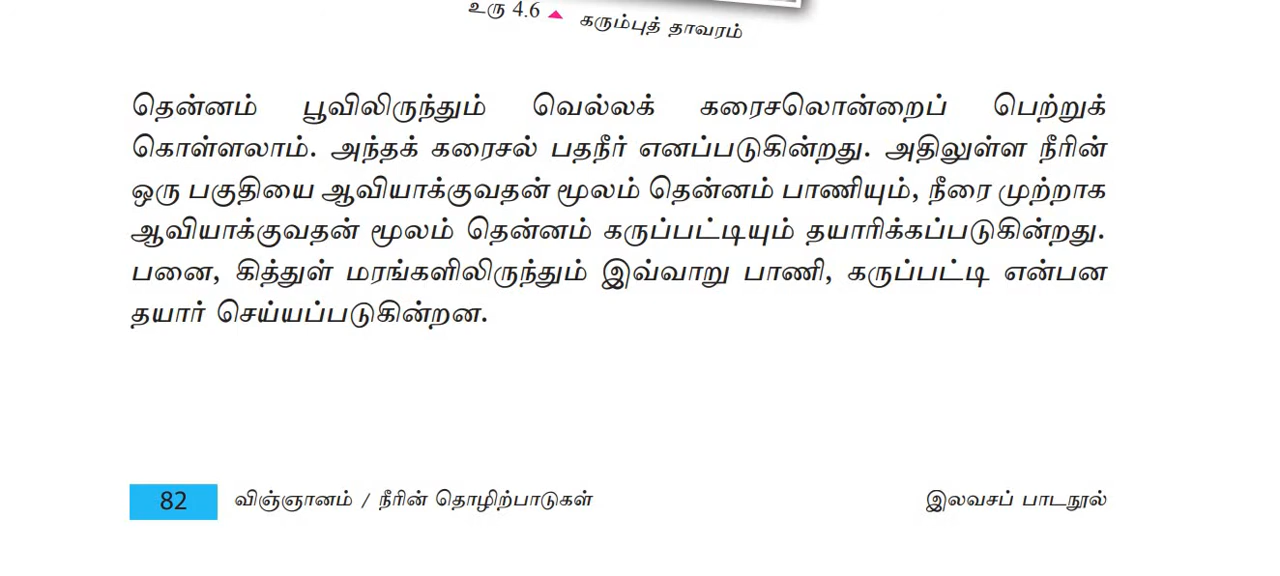 உரு 4.6 ▲ கரும்புத் தாவரம்
தென்னம் பூவிலிருந்தும் வெல்லக் கரைசலொன்றைப் பெற்றுக்
கொள்ளலாம். அந்தக் கரைசல் பதநீர் எனப்படுகின்றது. அதிலுள்ள நீரின்
ஒரு பகுதியை ஆவியாக்குவதன் மூலம் தென்னம் பாணியும், நீரை முற்றாக
ஆவியாக்குவதன் மூலம் தென்னம் கருப்பட்டியும் தயாரிக்கப்படுகின்றது.
பனை, கித்துள் மரங்களிலிருந்தும் இவ்வாறு பாணி, கருப்பட்டி என்பன
தயார் செய்யப்படுகின்றன.
82 விஞ்ஞானம் / நீரின் தொழிற்பாடுகள் இலவசப் பாடநூல்